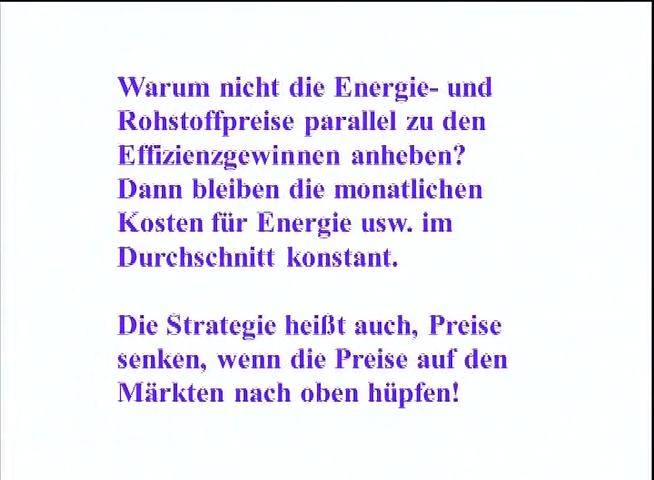 Warum nicht die Energie- und
Rohstoffpreise parallel zu den
Effizienzgewinnen anheben?
Dann bleiben die monatlichen
Kosten für Energie usw. im
Durchschnitt konstant.
Die Strategie heißt auch, Preise
senken, wenn die Preise auf den
Märkten nach oben hüpfen!